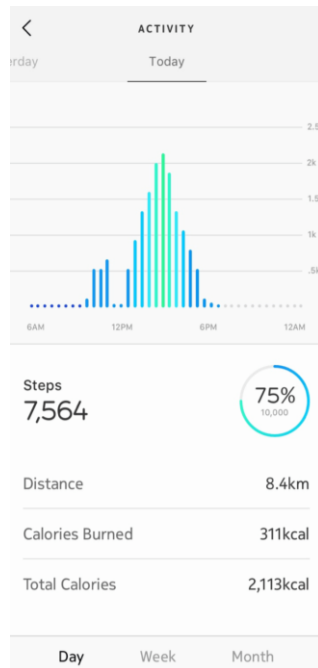 ACTIVITY
erday Today
2.5
2k
1.5
1k
.5k
6AM 12PM 6PM 12AM
Steps
7,564
75%
10,000
Distance 8.4km
Calories Burned 311kcal
Total Calories 2,113kcal
Day Week Month